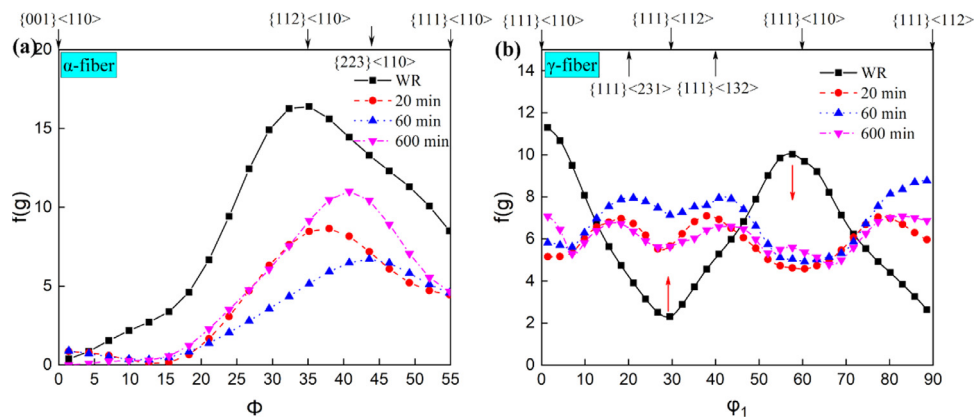 {001}<110> {112}<110> {111}<110>
(a)
α-fiber
{223}<110>
WR
20 min
60 min
600 min
f(g)
20
15
10
5
0
0 5 10 15 20 25 30 35 40 45 50 55
Φ
{111}<110> {111}<112> {111}<110> {111}<112>
(b)
γ-fiber
{111}<231> {111}<132>
WR
20 min
60 min
600 min
f(g)
14
12
10
8
6
4
2
0
0 10 20 30 40 50 60 70 80 90
φ1